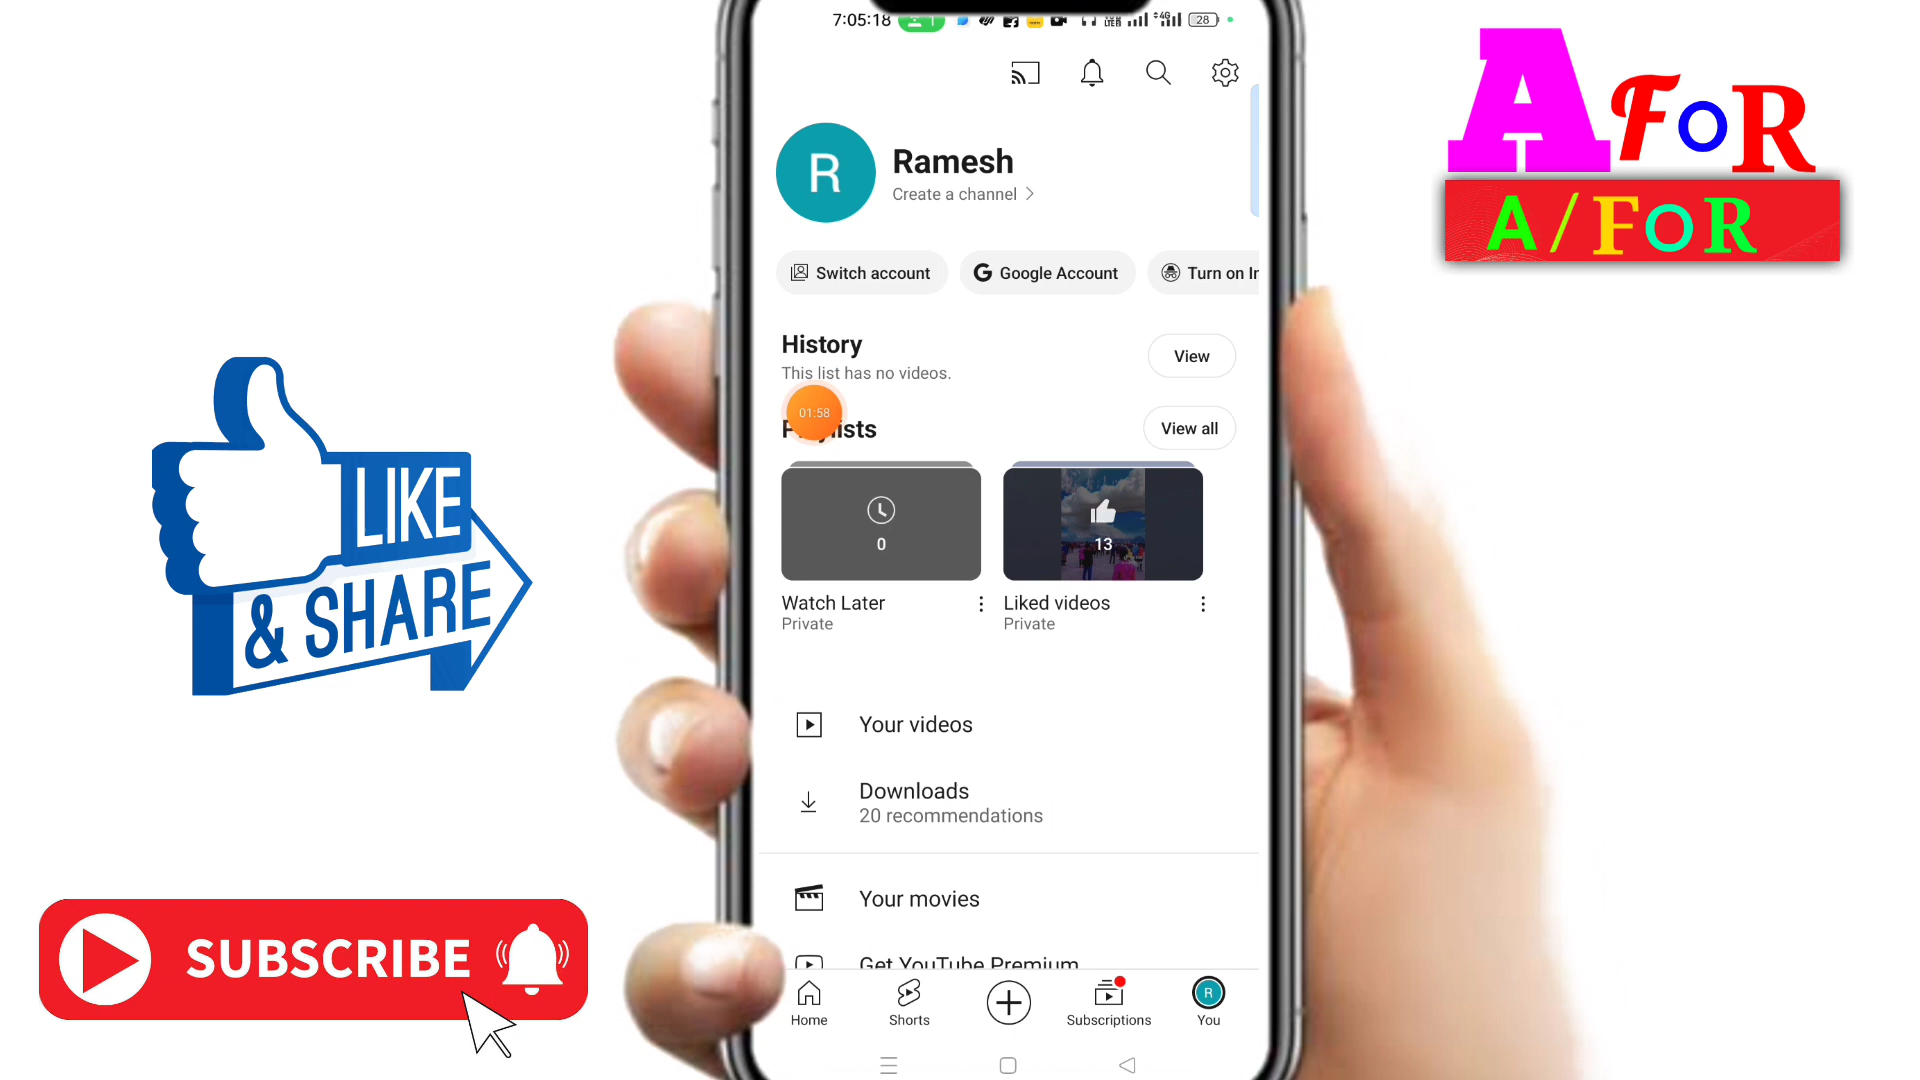 7:05:18
28
Ramesh
Create a channel
Switch account
Google Account
Turn on In
History
This list has no videos.
View
01:58
Playlists
View all
0
13
Watch Later
Private
Liked videos
Private
Your videos
Downloads
20 recommendations
Your movies
Get YouTube Premium
Home
Shorts
Subscriptions
You
R
R
LIKE
& SHARE
SUBSCRIBE
A FoR
A/FoR